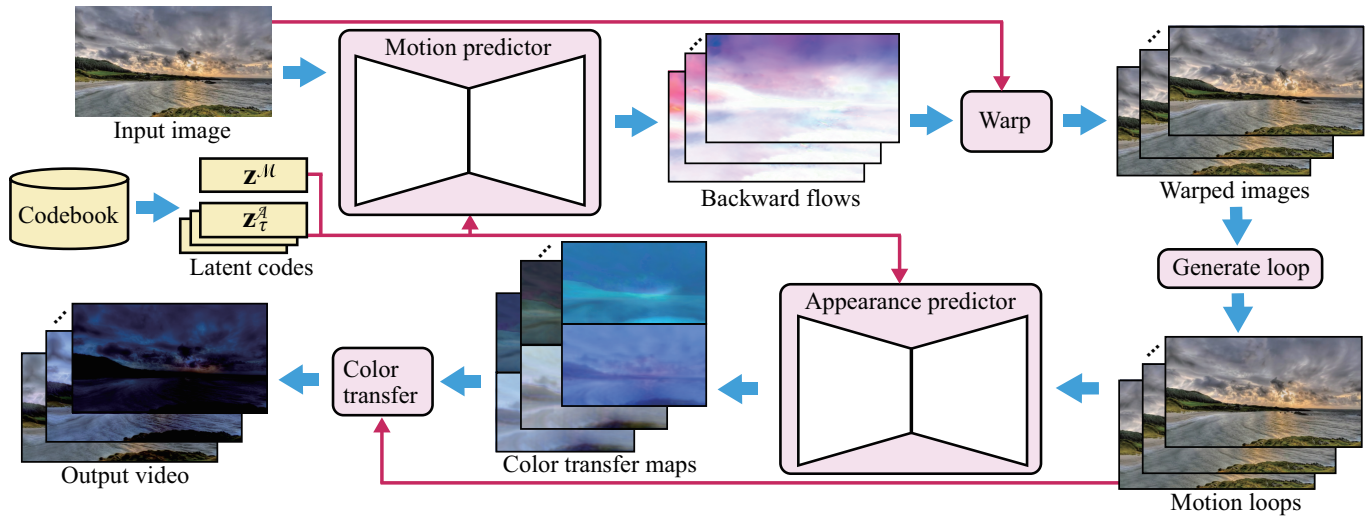 Input image
Motion predictor
Backward flows
Warp
Warped images
Codebook
z^ℳ
z_τ^𝒜
Latent codes
Generate loop
Appearance predictor
Color
transfer
Color transfer maps
Output video
Motion loops